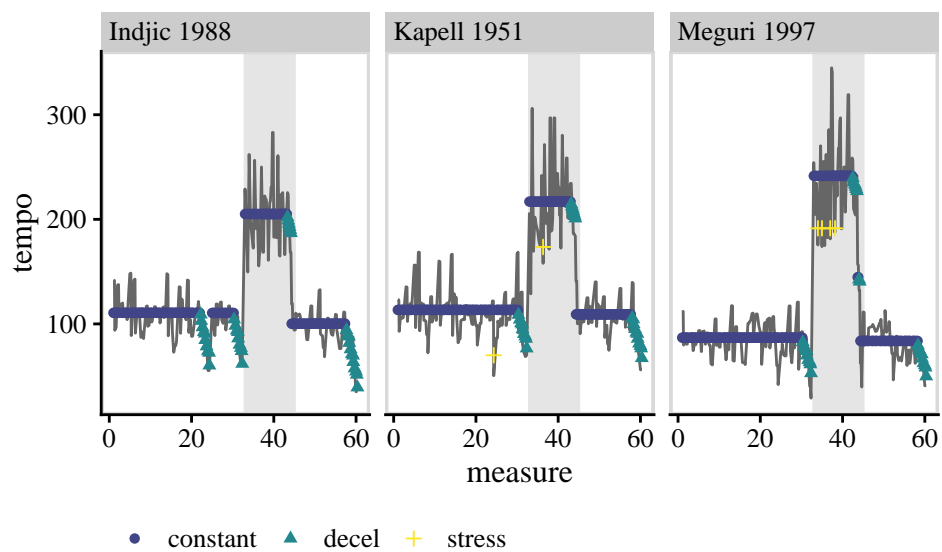 Indjic 1988 Kapell 1951 Meguri 1997
300
200
100
tempo
0 20 40 60 0 20 40 60 0 20 40 60
measure
constant decel stress